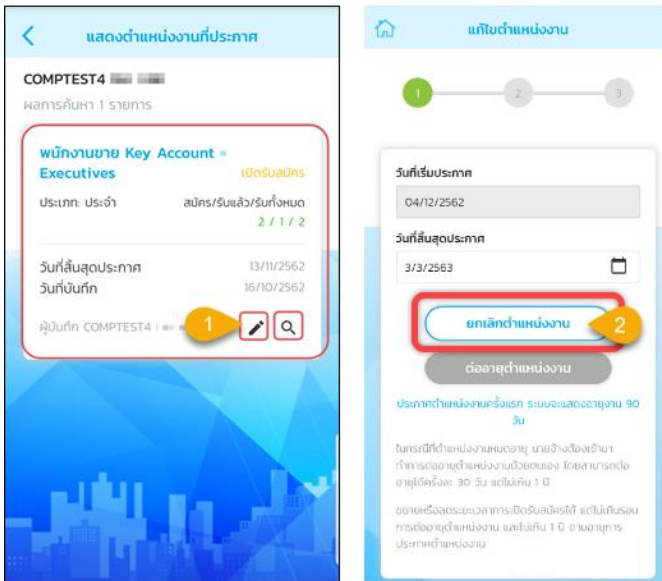 แสดงตำแหน่งงานที่ประกาศ
COMPTEST4
ผลการค้นหา 1 รายการ
พนักงานขาย Key Account =
Executives เปิดรับสมัคร
ประเภท: ประจำ สมัคร/รับแล้ว/รับทั้งหมด
2 / 1 / 2
วันที่สิ้นสุดประกาศ 13/11/2562
วันที่บันทึก 16/10/2562
ผู้บันทึก COMPTEST4
1
แก้ไขตำแหน่งงาน
1 2 3
วันที่เริ่มประกาศ
04/12/2562
วันที่สิ้นสุดประกาศ
3/3/2563
ยกเลิกตำแหน่งงาน 2
ต่ออายุตำแหน่งงาน
ประกาศตำแหน่งงานครั้งแรก ระบบจะแสดงอายุงาน 90
วัน
ในกรณีที่ตำแหน่งงานหมดอายุ นายจ้างต้องเข้ามา
ทำการต่ออายุตำแหน่งงานด้วยตนเอง โดยสามารถต่อ
อายุได้ครั้งละ 30 วัน แต่ไม่เกิน 1 ปี
ขยายหรือลดระยะเวลาการเปิดรับสมัครได้ แต่ไม่เกินรอบ
การต่ออายุตำแหน่งงาน และไม่เกิน 1 ปี ตามอายุการ
ประกาศตำแหน่งงาน